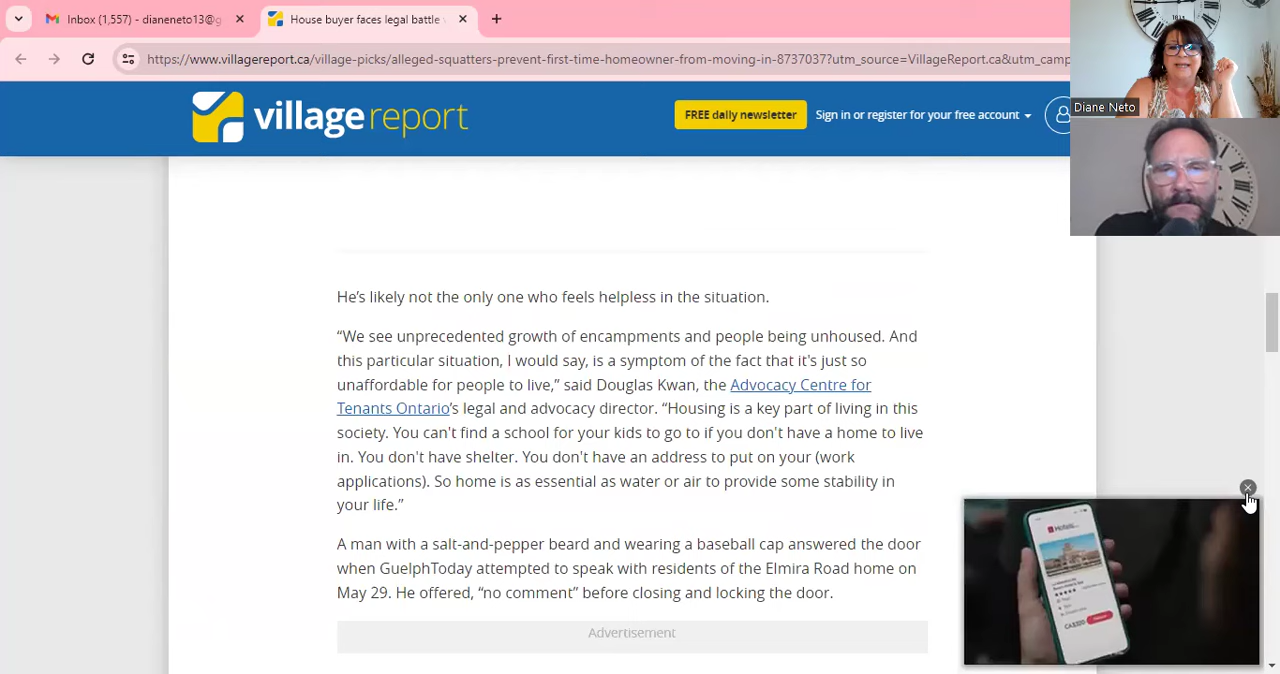 Inbox (1,557) - dianeneto13@g
House buyer faces legal battle
https://www.villagereport.ca/village-picks/alleged-squatters-prevent-first-time-homeowner-from-moving-in-8737037?utm_source=VillageReport.ca&utm_camp
Diane Neto
village report
FREE daily newsletter
Sign in or register for your free account
He's likely not the only one who feels helpless in the situation.
“We see unprecedented growth of encampments and people being unhoused. And
this particular situation, I would say, is a symptom of the fact that it's just so
unaffordable for people to live,” said Douglas Kwan, the Advocacy Centre for
Tenants Ontario's legal and advocacy director. “Housing is a key part of living in this
society. You can't find a school for your kids to go to if you don't have a home to live
in. You don't have shelter. You don't have an address to put on your (work
applications). So home is as essential as water or air to provide some stability in
your life.”
A man with a salt-and-pepper beard and wearing a baseball cap answered the door
when GuelphToday attempted to speak with residents of the Elmira Road home on
May 29. He offered, “no comment” before closing and locking the door.
Advertisement